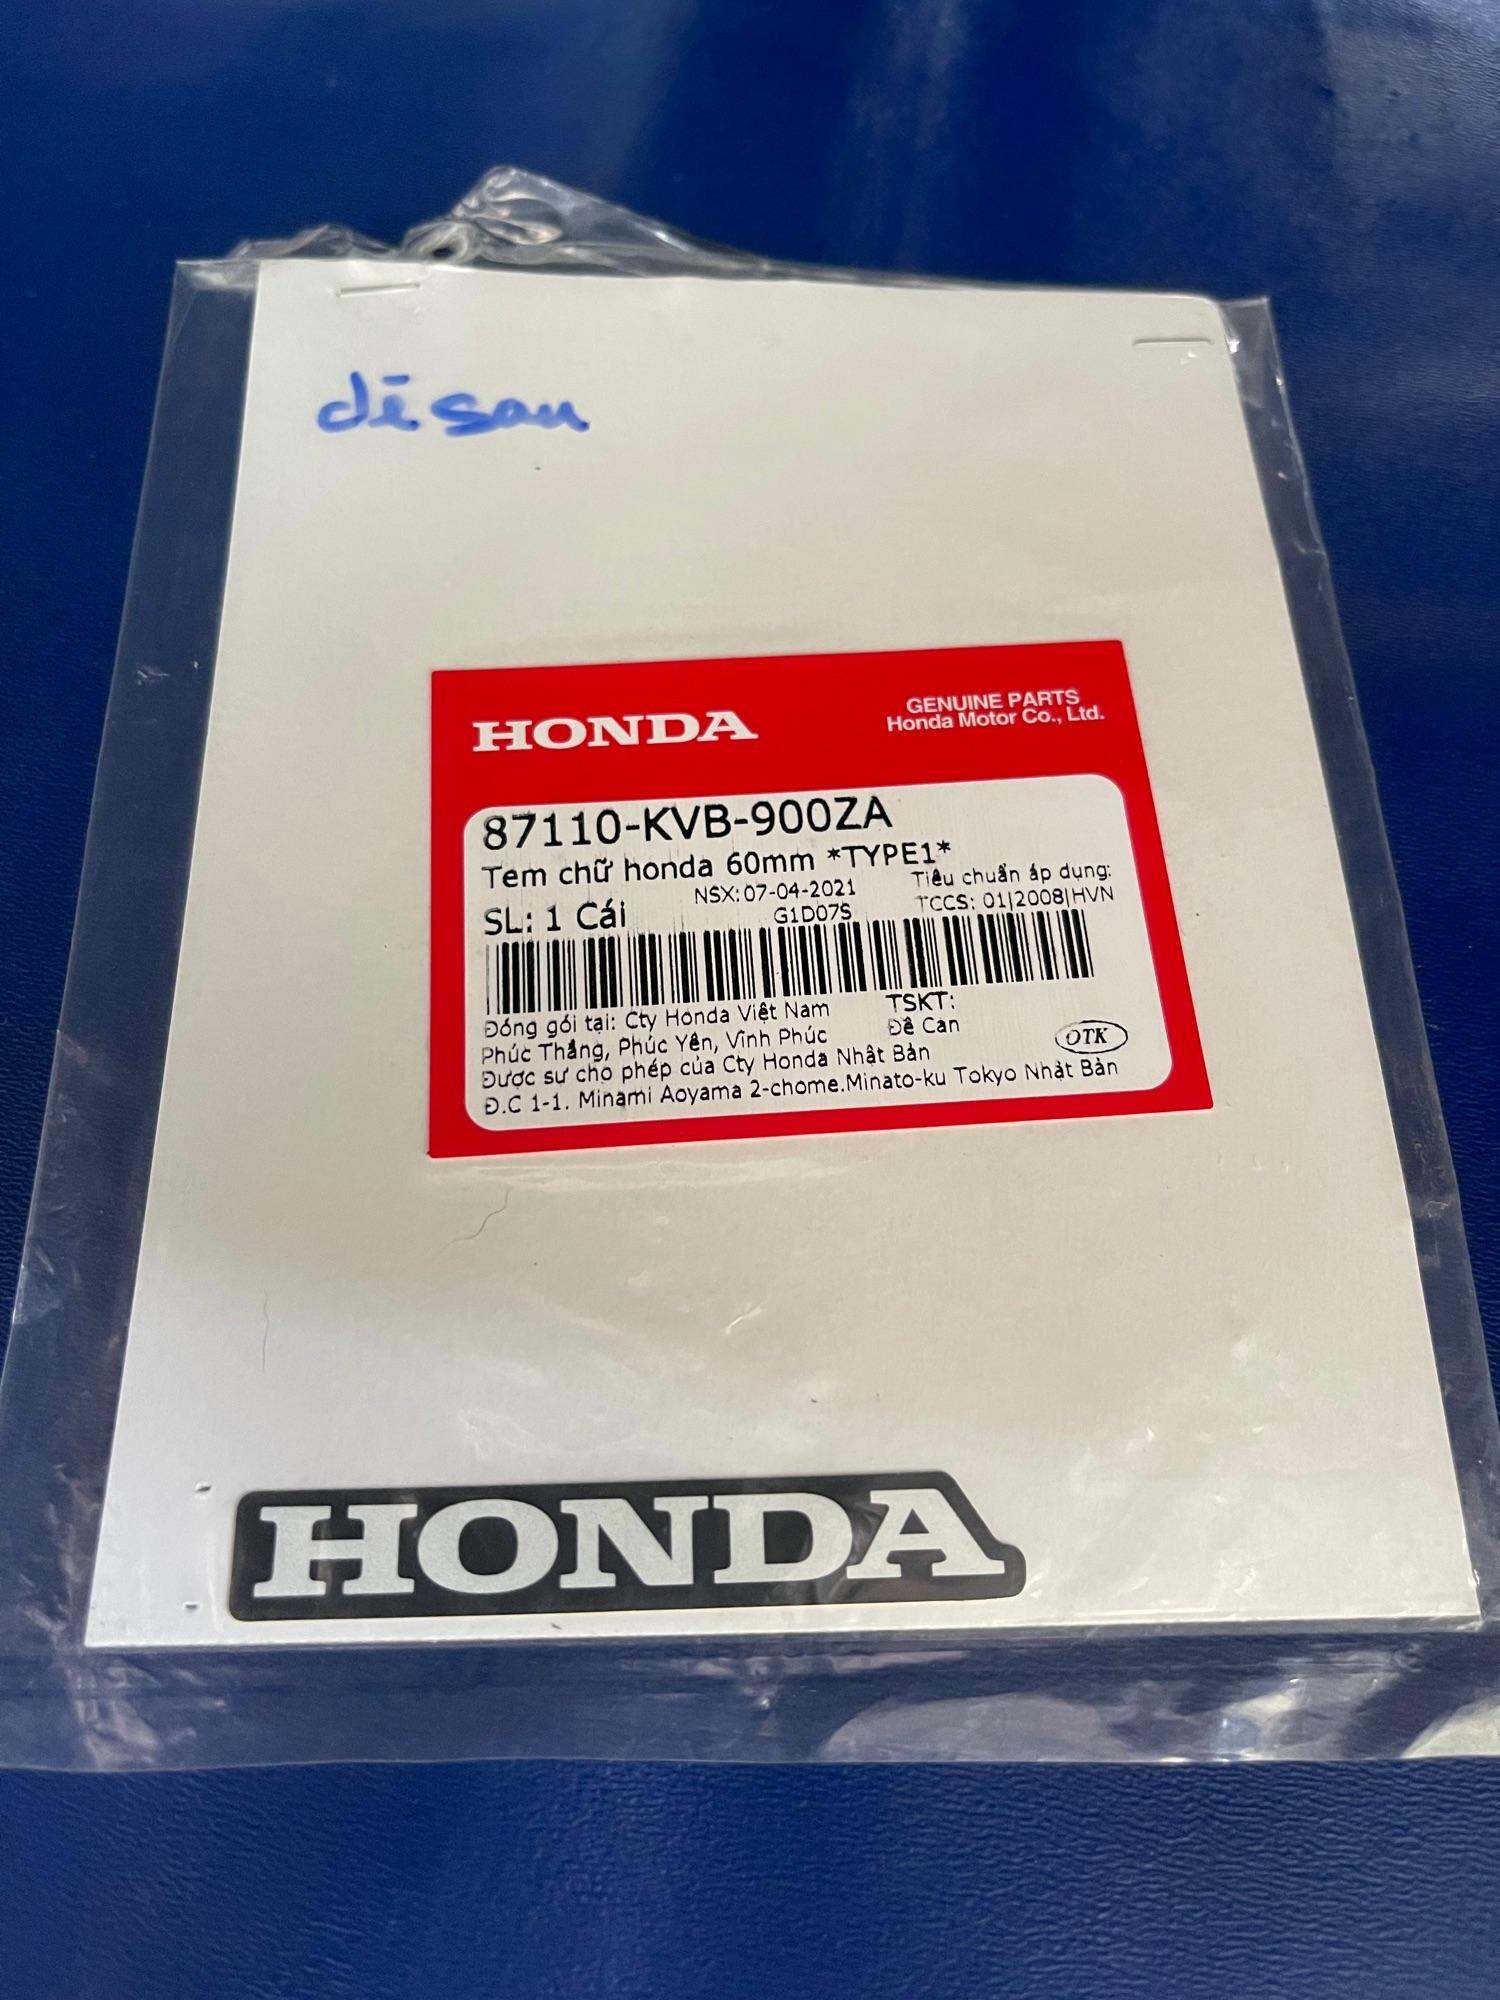 dē sau
HONDA
GENUINE PARTS
Honda Motor Co., Ltd.
87110-KVB-900ZA
Tem chữ honda 60mm *TYPE1*
SL: 1 Cái
NSX: 07-04-2021
G1D07S
Tiêu chuẩn áp dụng:
TCCS: 01|2008|HVN
Đóng gói tại: Cty Honda Việt Nam
Phúc Thắng, Phúc Yên, Vĩnh Phúc
TSKT:
Đề Can
OTK
Được sự cho phép của Cty Honda Nhật Bản
Đ.C 1-1. Minami Aoyama 2-chome.Minato-ku Tokyo Nhật Bản
HONDA